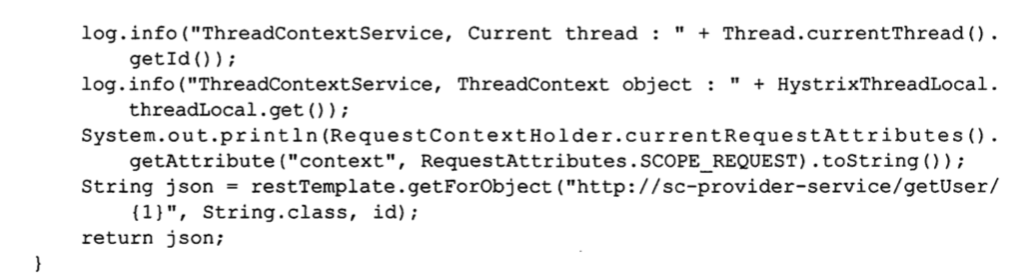 log.info("ThreadContextService, Current thread : " + Thread.currentThread().
getId());
log.info("ThreadContextService, ThreadContext object : " + HystrixThreadLocal.
threadLocal.get());
System.out.println(RequestContextHolder.currentRequestAttributes().
getAttribute("context", RequestAttributes.SCOPE_REQUEST).toString());
String json = restTemplate.getForObject("http://sc-provider-service/getUser/
{1}", String.class, id);
return json;
}